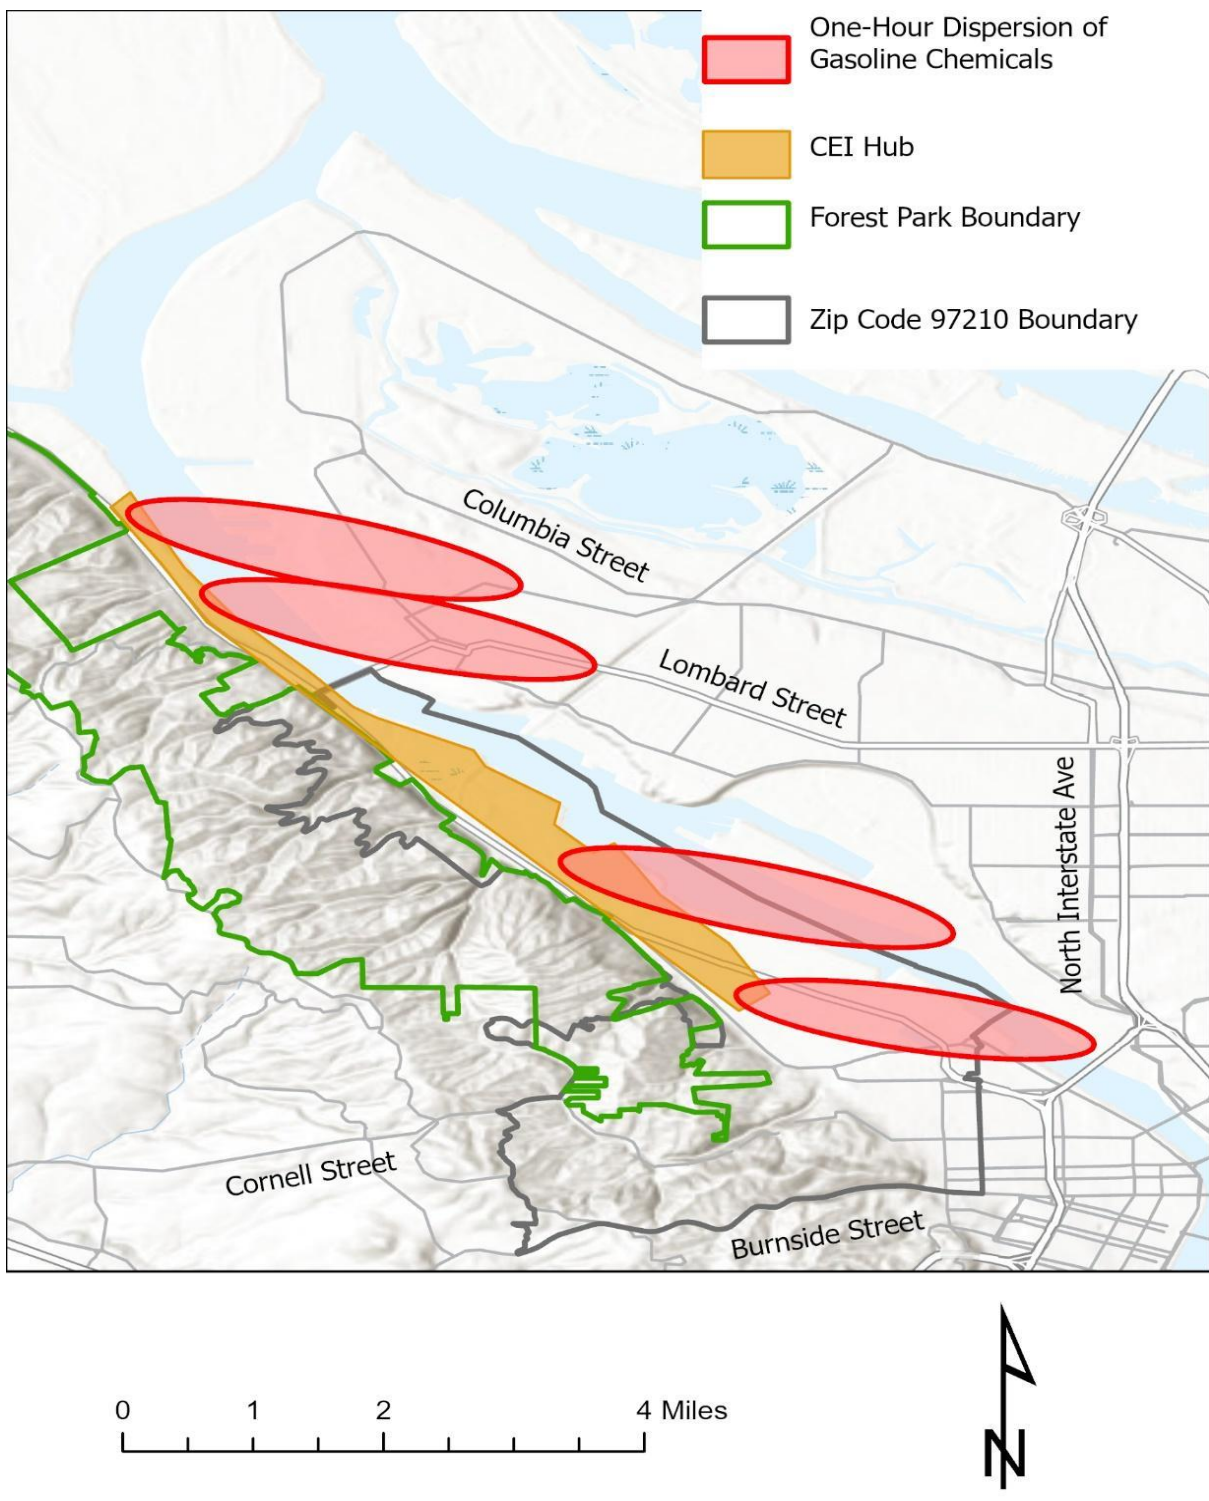 One-Hour Dispersion of
Gasoline Chemicals
CEI Hub
Forest Park Boundary
Zip Code 97210 Boundary
Columbia Street
Lombard Street
North Interstate Ave
Cornell Street
Burnside Street
0 1 2 4 Miles
N